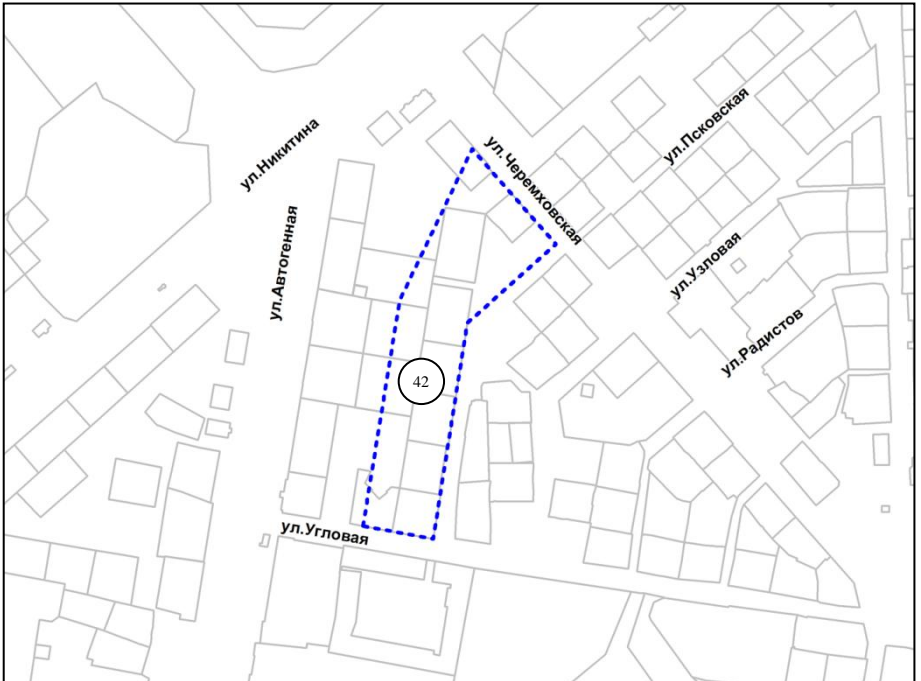 ул.Никитина
ул.Черемховская
ул.Псковская
ул.Автогенная
ул.Узловая
ул.Радистов
42
ул.Угловая